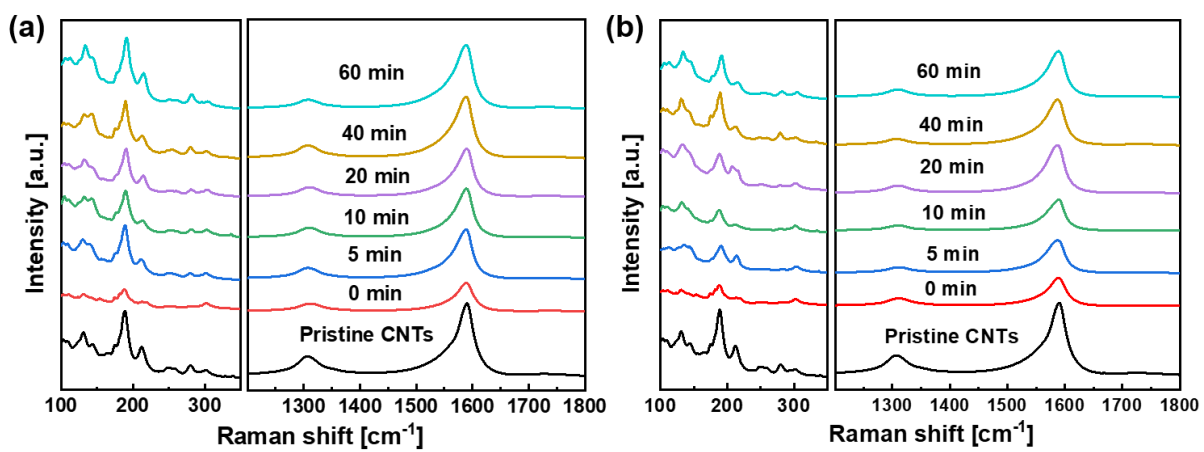 (a)
Intensity [a.u.]
60 min
40 min
20 min
10 min
5 min
0 min
Pristine CNTs
100 200 300 1300 1400 1500 1600 1700 1800
Raman shift [cm⁻¹]
(b)
Intensity [a.u.]
60 min
40 min
20 min
10 min
5 min
0 min
Pristine CNTs
100 200 300 1300 1400 1500 1600 1700 1800
Raman shift [cm⁻¹]